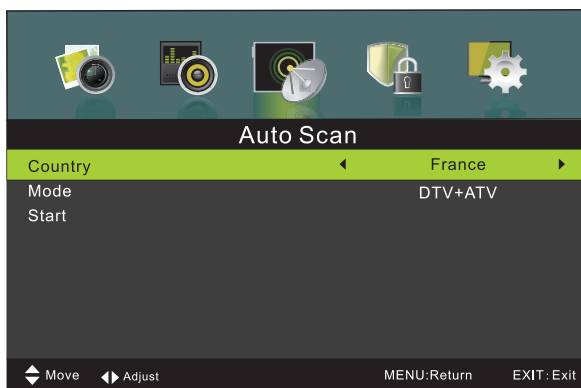 Auto Scan
Country France
Mode DTV+ATV
Start
Move Adjust MENU:Return EXIT:Exit